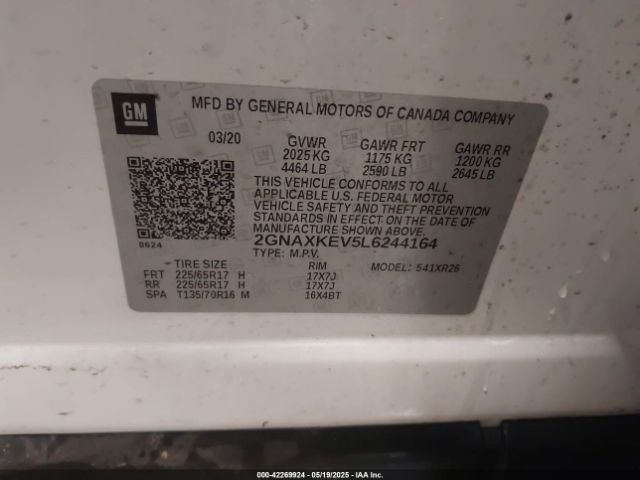 GM
MFD BY GENERAL MOTORS OF CANADA COMPANY
03/20 GVWR GAWR FRT GAWR RR
2025 KG 1175 KG 1200 KG
4464 LB 2590 LB 2645 LB
THIS VEHICLE CONFORMS TO ALL
APPLICABLE U.S. FEDERAL MOTOR
VEHICLE SAFETY AND THEFT PREVENTION
STANDARDS IN EFFECT ON THE DATE OF
MANUFACTURE SHOWN ABOVE.
0624 2GNAXKEV5L6244164
TYPE: M.P.V.
TIRE SIZE RIM MODEL: 541XR26
FRT 225/65R17 H 17X7J
RR 225/65R17 H 17X7J
SPA T135/70R16 M 16X4BT
000-42269924 | 05/19/2025 | IAA Inc.